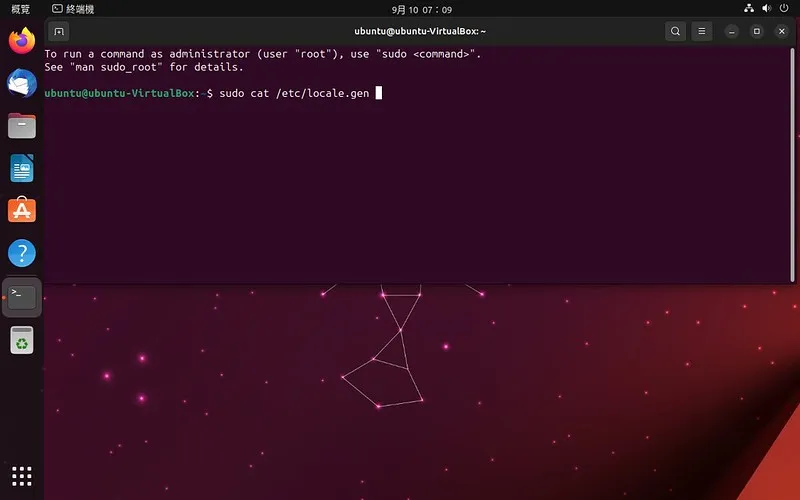 概覽
終端機
9月 10 07：09
ubuntu@ubuntu-VirtualBox: ~
To run a command as administrator (user "root"), use "sudo <command>".
See "man sudo_root" for details.
ubuntu@ubuntu-VirtualBox:~$ sudo cat /etc/locale.gen